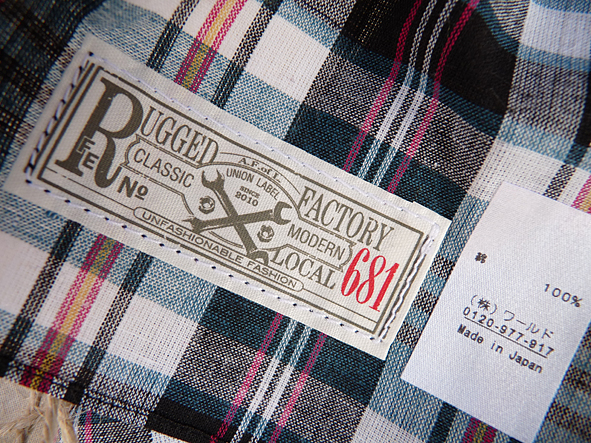 RUGGED
FACTORY
RFE
No
CLASSIC
A.F. of L.
UNION LABEL
SINCE
2010
MODERN
LOCAL 681
UNFASHIONABLE FASHION
綿
100%
(株) ワールド
0120-977-917
Made in Japan